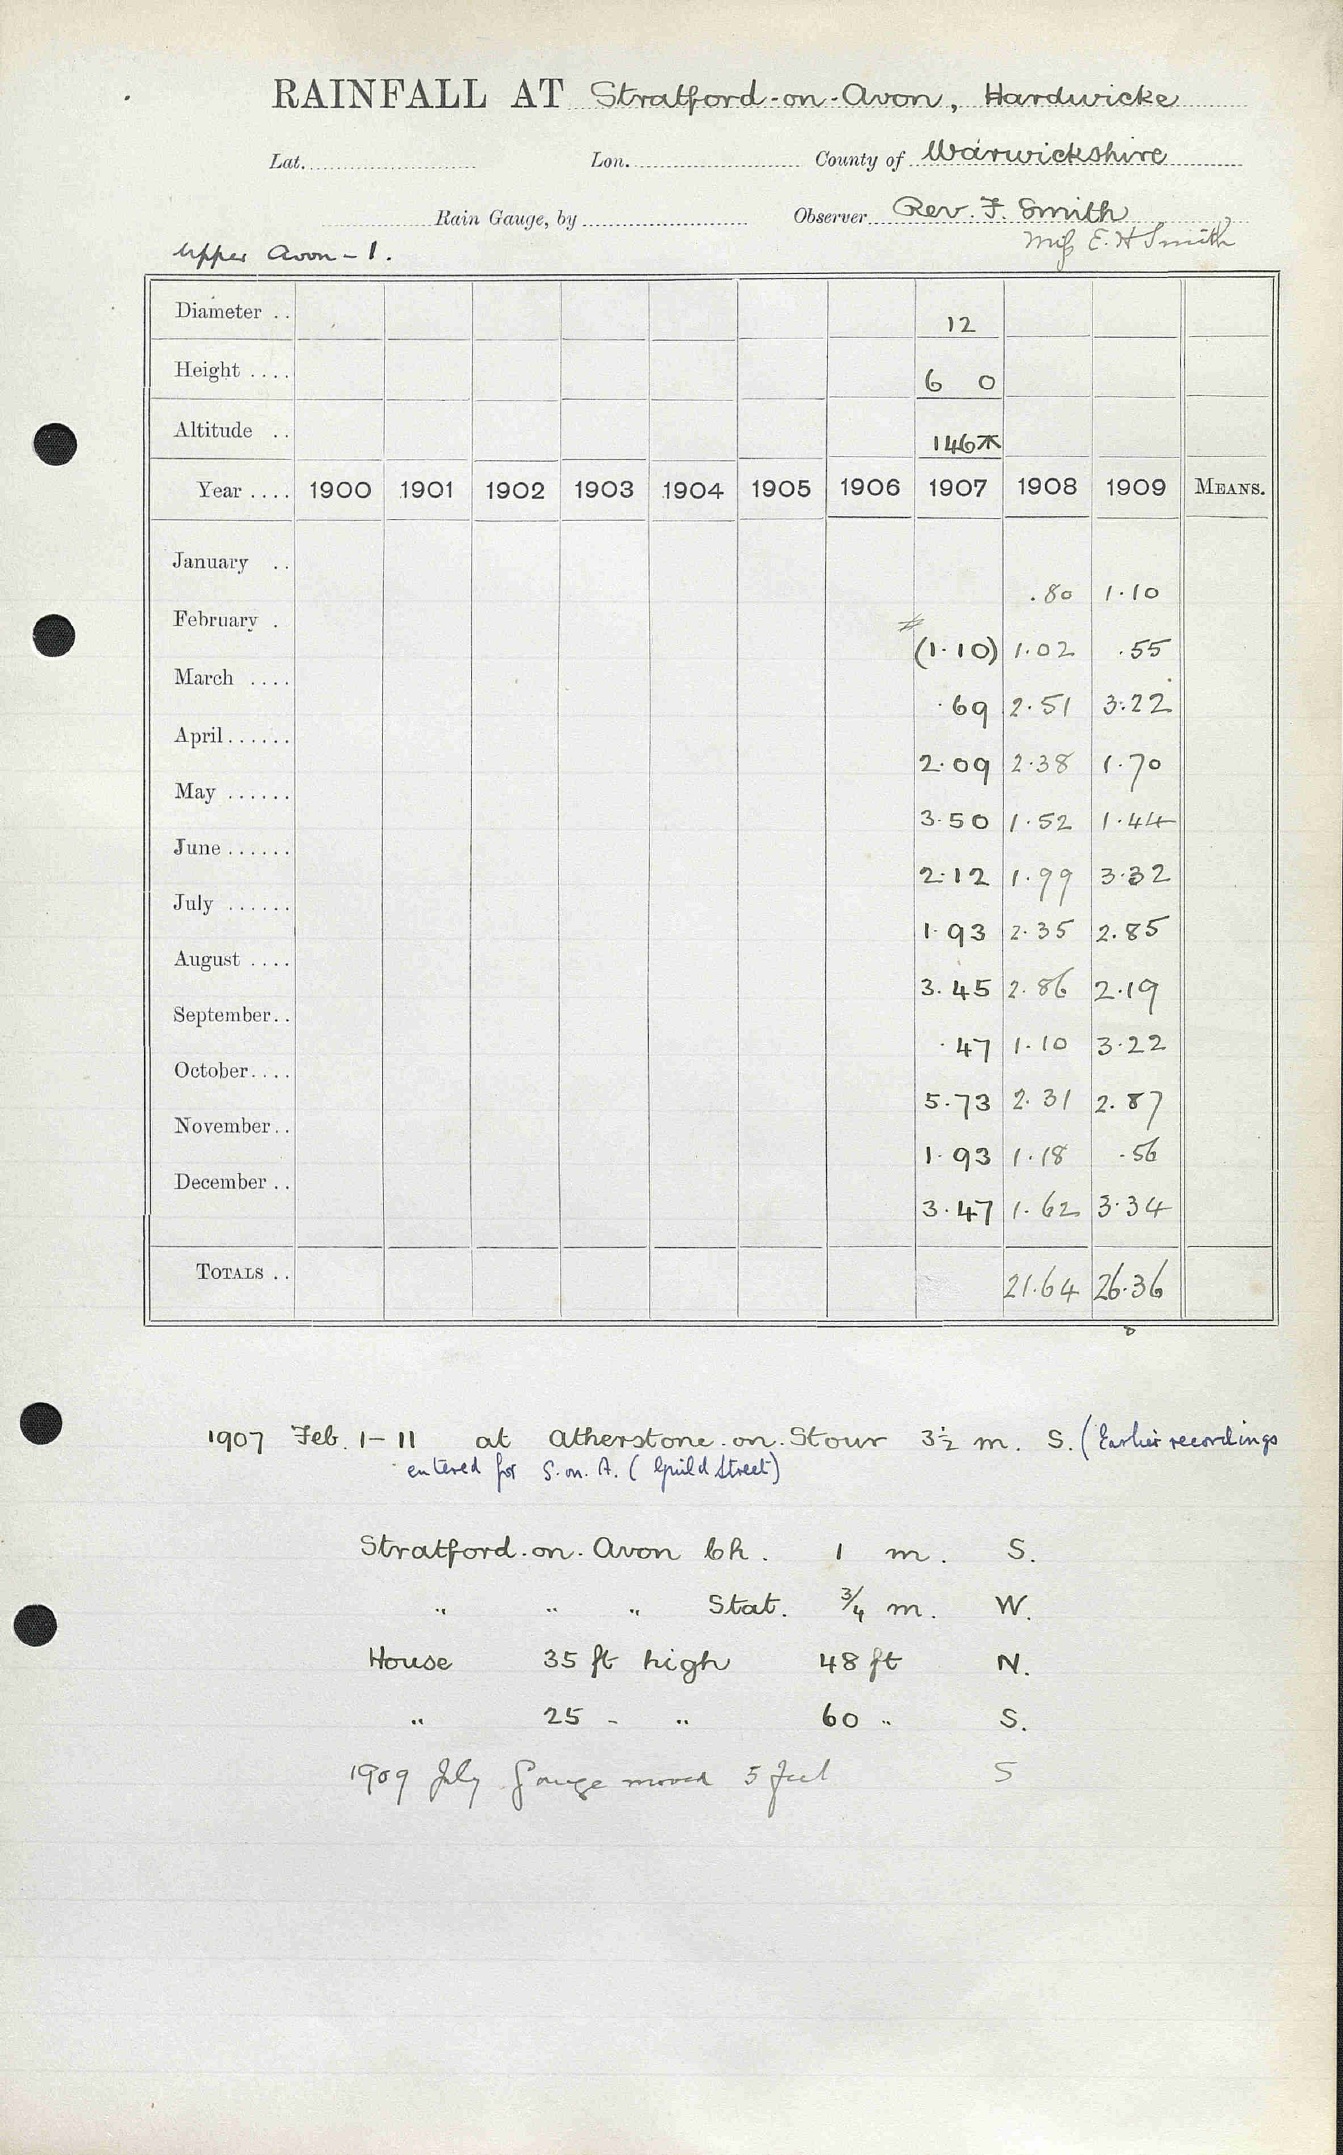 RAINFALL AT Stratford-on-Avon, Hardwicke
Lat. Lon. County of Warwickshire
Rain Gauge, by Observer Rev. F. Smith
Miss E. H Smith
Upper Avon - 1.
Diameter .. 12
Height .... 6 0
Altitude .. 146
Year .... 1900 1901 1902 1903 1904 1905 1906 1907 1908 1909 MEANS.
January .. .80 1.10
February . (1.10) 1.02 .55
March .... .69 2.51 3.22
April...... 2.09 2.38 1.70
May ...... 3.50 1.52 1.44
June ...... 2.12 1.99 3.32
July ...... 1.93 2.35 2.85
August .... 3.45 2.86 2.19
September.. .47 1.10 3.22
October.... 5.73 2.31 2.87
November.. 1.93 1.18 .56
December .. 3.47 1.62 3.34
TOTALS .. 21.64 26.36
8
1907 Feb. 1-11 at Atherstone.on.Stour 3½ m. S. (Earlier recordings
entered for S.on.A. (Guild Street)
Stratford.on.Avon Ch. 1 m. S.
" " " Stat. ¾ m. W.
House 35 ft high 48 ft N.
" 25 - " 60 " S.
1909 July Gauge moved 5 feet S